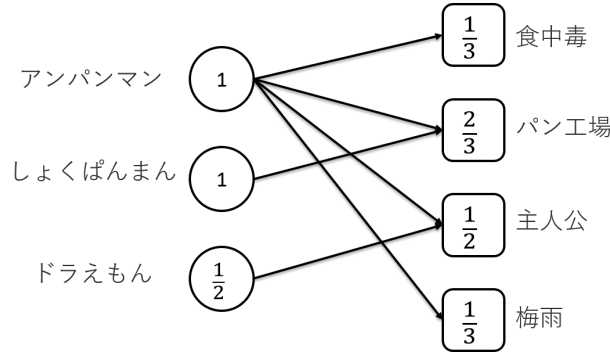 アンパンマン
しょくぱんまん
ドラえもん
1
1
1/2
1/3
2/3
1/2
1/3
食中毒
パン工場
主人公
梅雨